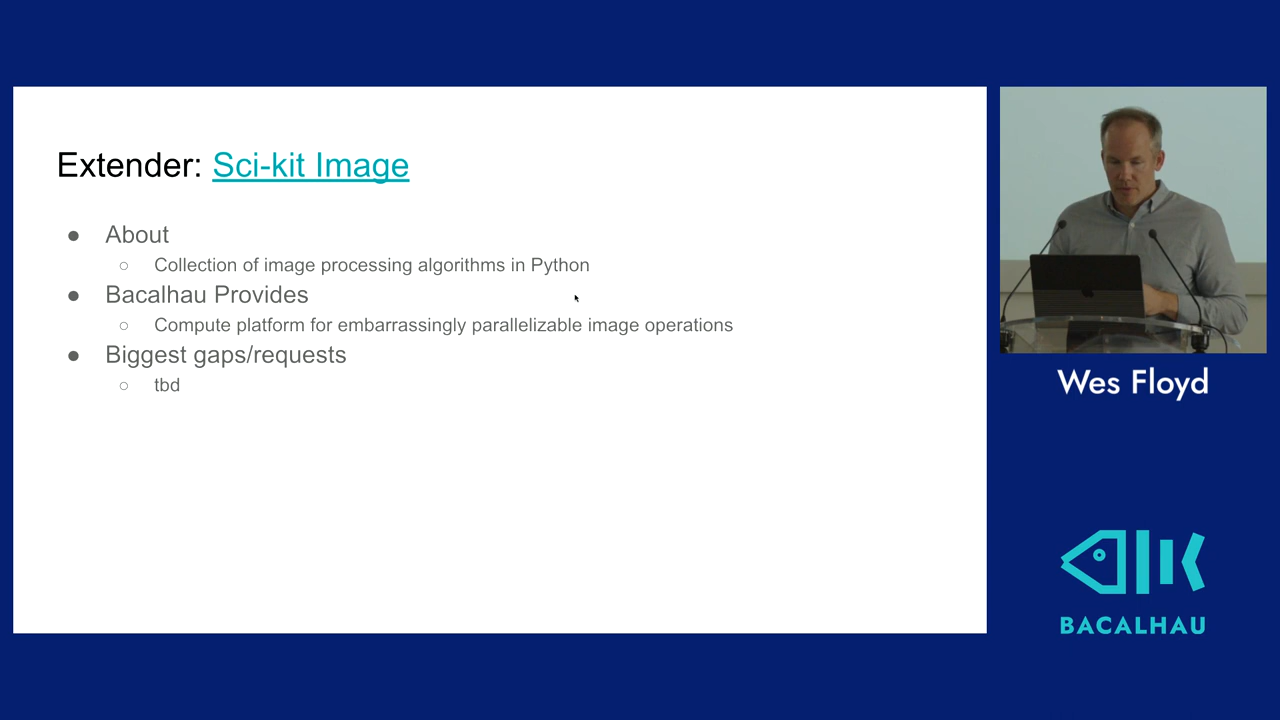 Extender: Sci-kit Image
● About
○ Collection of image processing algorithms in Python
● Bacalhau Provides
○ Compute platform for embarrassingly parallelizable image operations
● Biggest gaps/requests
○ tbd
Wes Floyd
BACALHAU